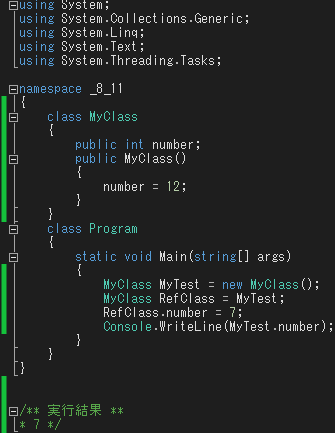 using System;
using System.Collections.Generic;
using System.Linq;
using System.Text;
using System.Threading.Tasks;
namespace _8_11
{
class MyClass
{
public int number;
public MyClass()
{
number = 12;
}
}
class Program
{
static void Main(string[] args)
{
MyClass MyTest = new MyClass();
MyClass RefClass = MyTest;
RefClass.number = 7;
Console.WriteLine(MyTest.number);
}
}
}
/** 実行結果 **
* 7 */